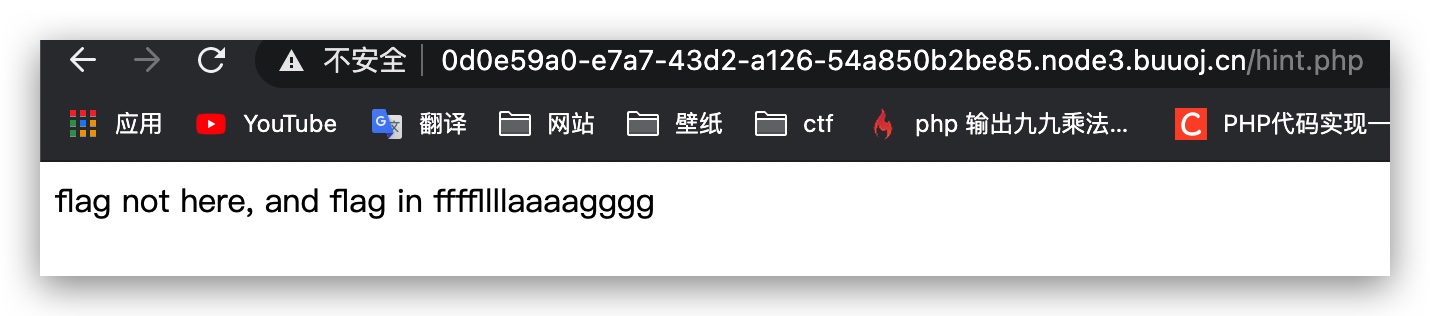 不安全 0d0e59a0-e7a7-43d2-a126-54a850b2be85.node3.buuoj.cn/hint.php
应用 YouTube 翻译 网站 壁纸 ctf php 输出九九乘法... PHP代码实现一
flag not here, and flag in ffffllllaaaagggg